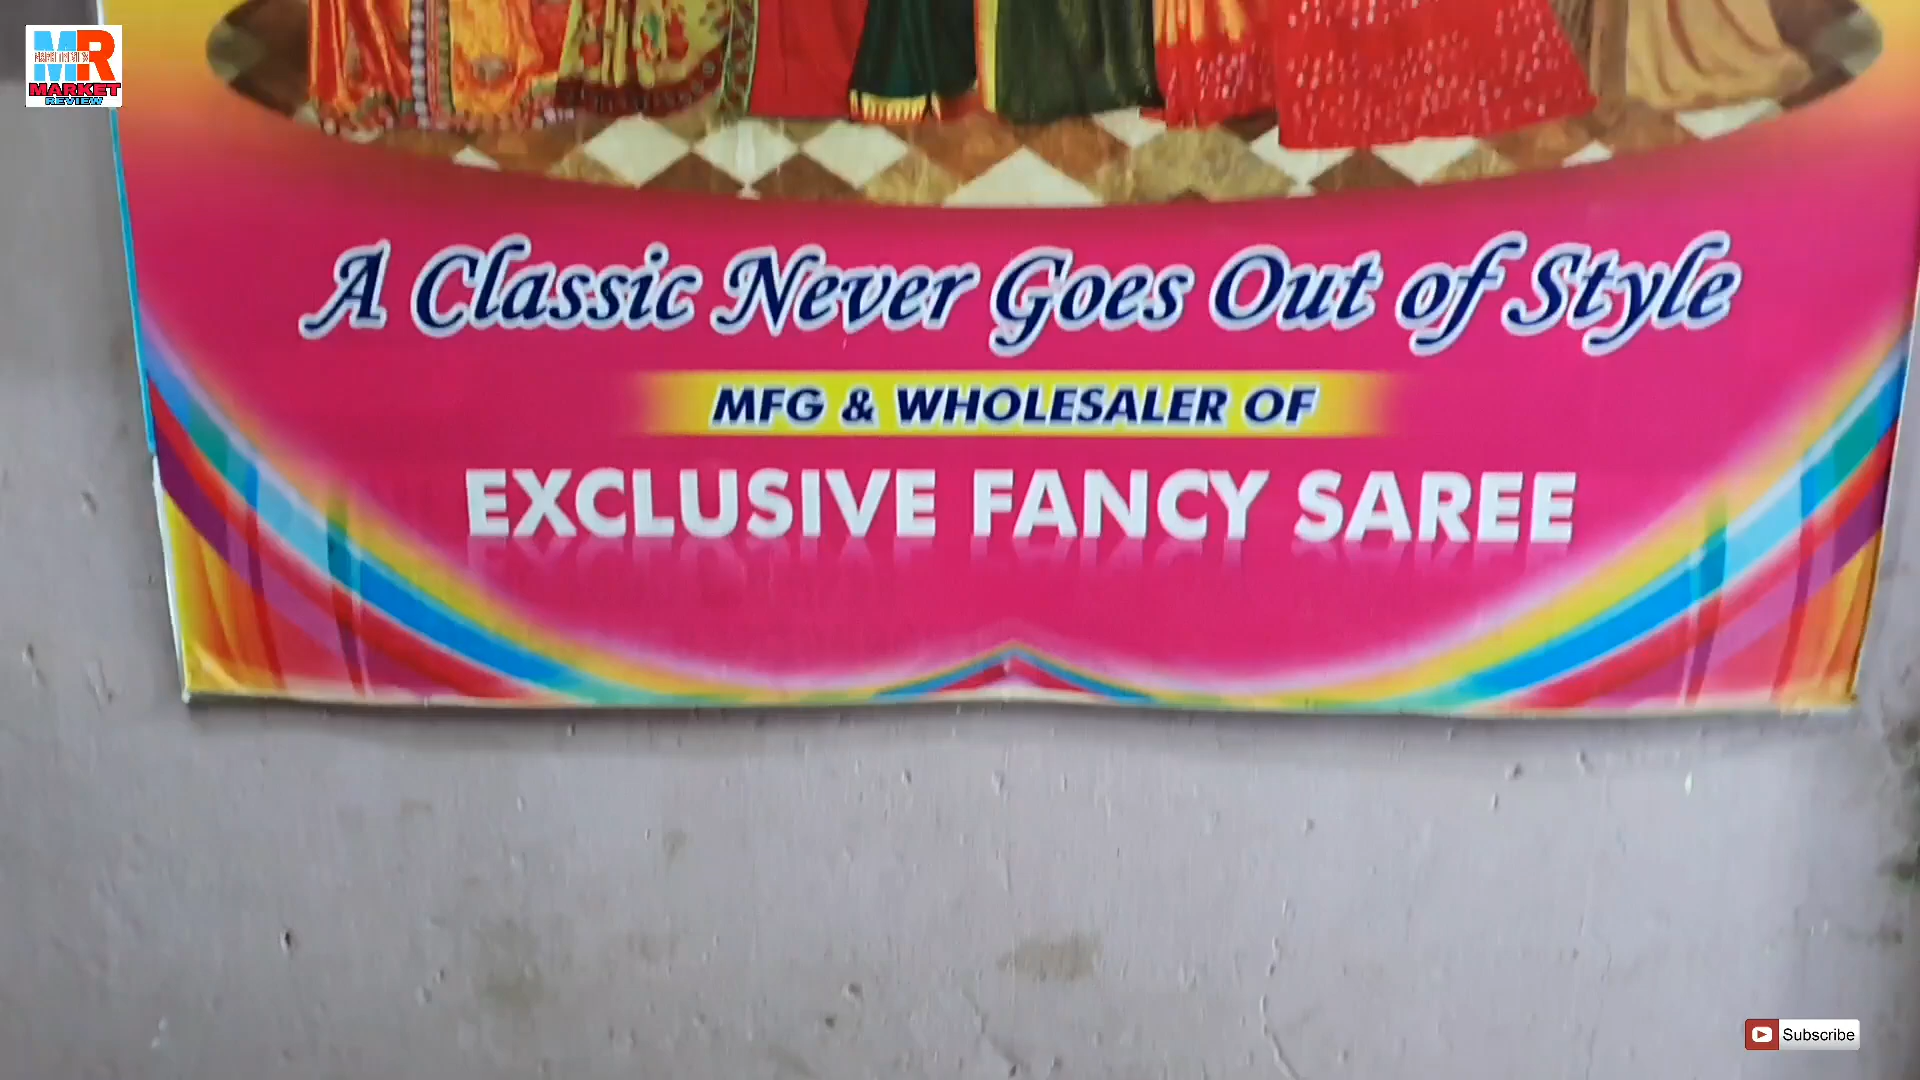 MR
MARKET
REVIEW
A Classic Never Goes Out of Style
MFG & WHOLESALER OF
EXCLUSIVE FANCY SAREE
Subscribe